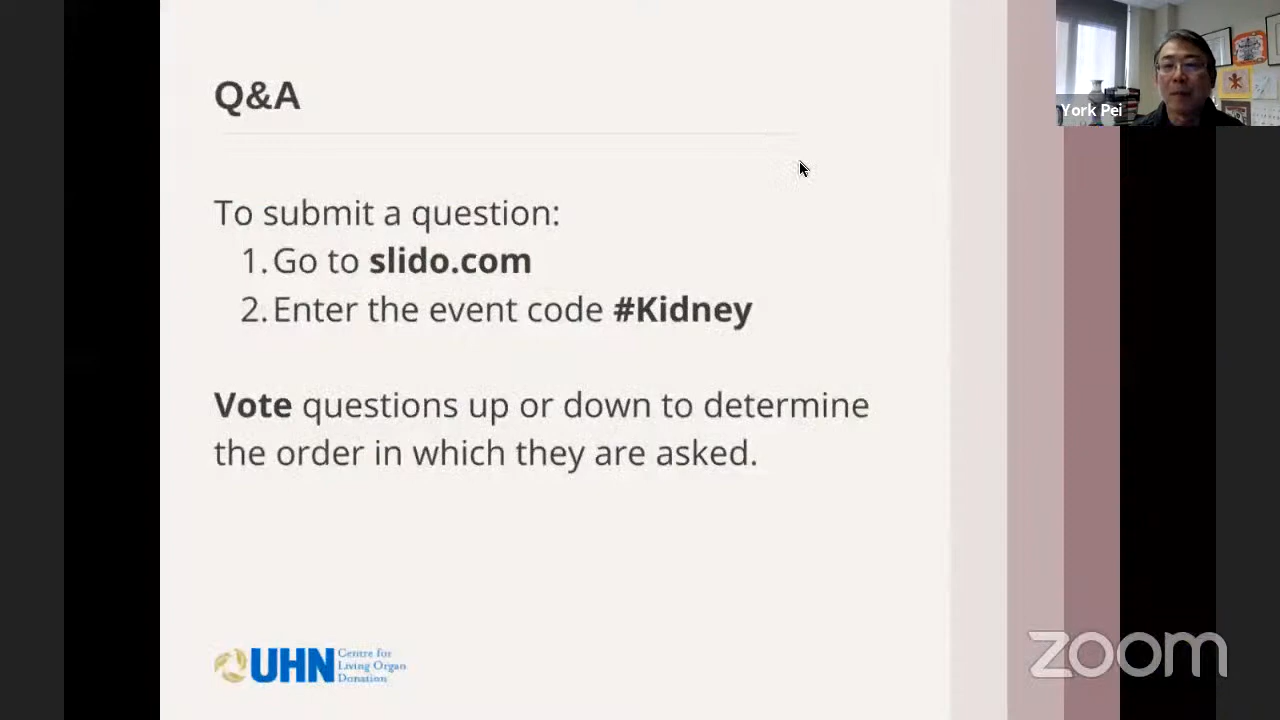 Q&A
York Pei
To submit a question:
1. Go to slido.com
2. Enter the event code #Kidney
Vote questions up or down to determine
the order in which they are asked.
UHN Centre for
Living Organ
Donation
zoom